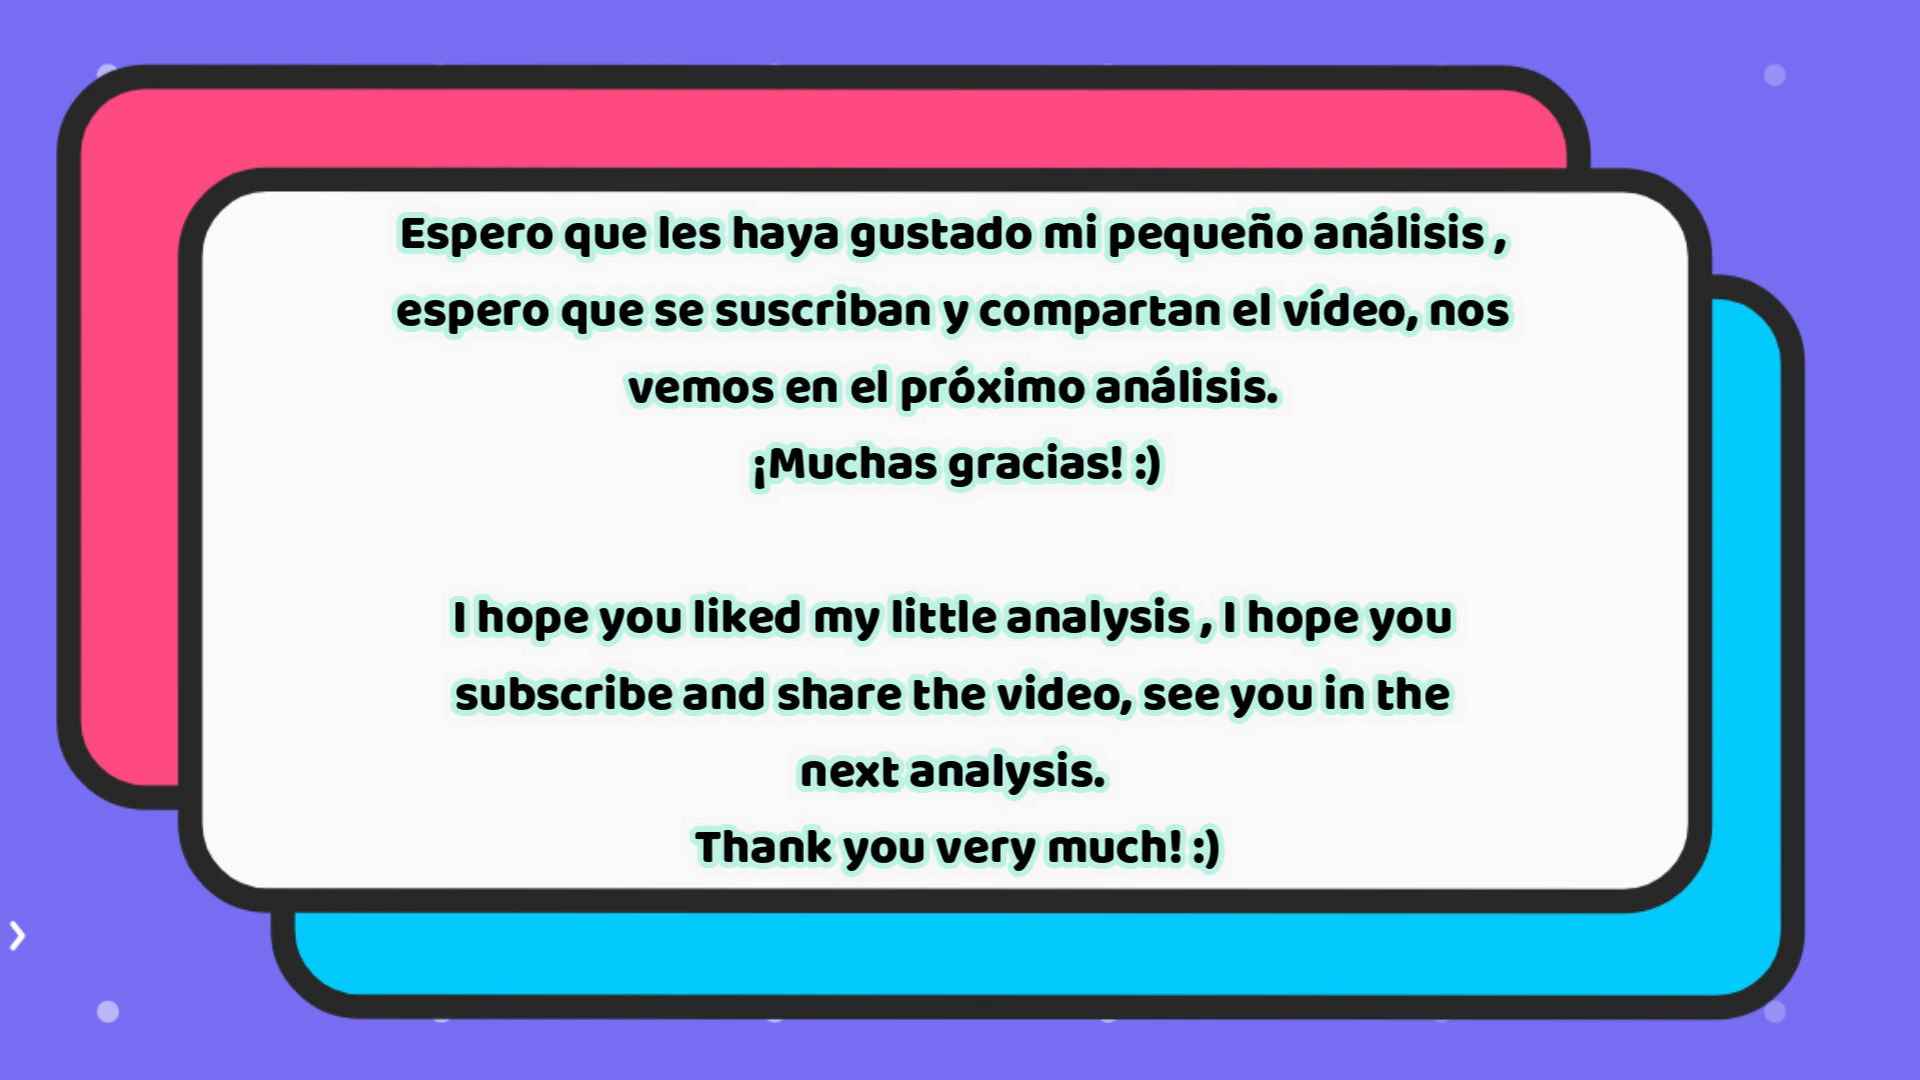 Espero que les haya gustado mi pequeño análisis ,
espero que se suscriban y compartan el vídeo, nos
vemos en el próximo análisis.
¡Muchas gracias! :)
I hope you liked my little analysis , I hope you
subscribe and share the video, see you in the
next analysis.
Thank you very much! :)